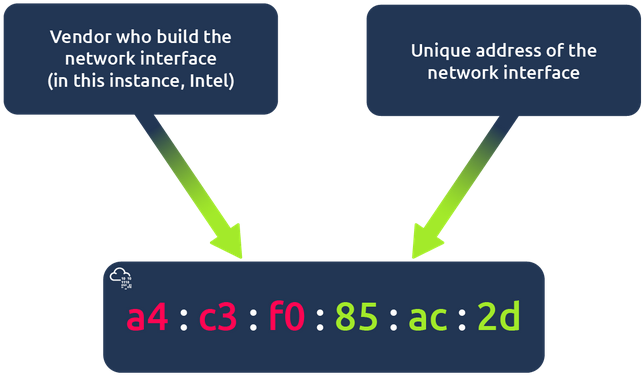 Vendor who build the
network interface
(in this instance, Intel)
Unique address of the
network interface
a4:c3:f0:85:ac:2d